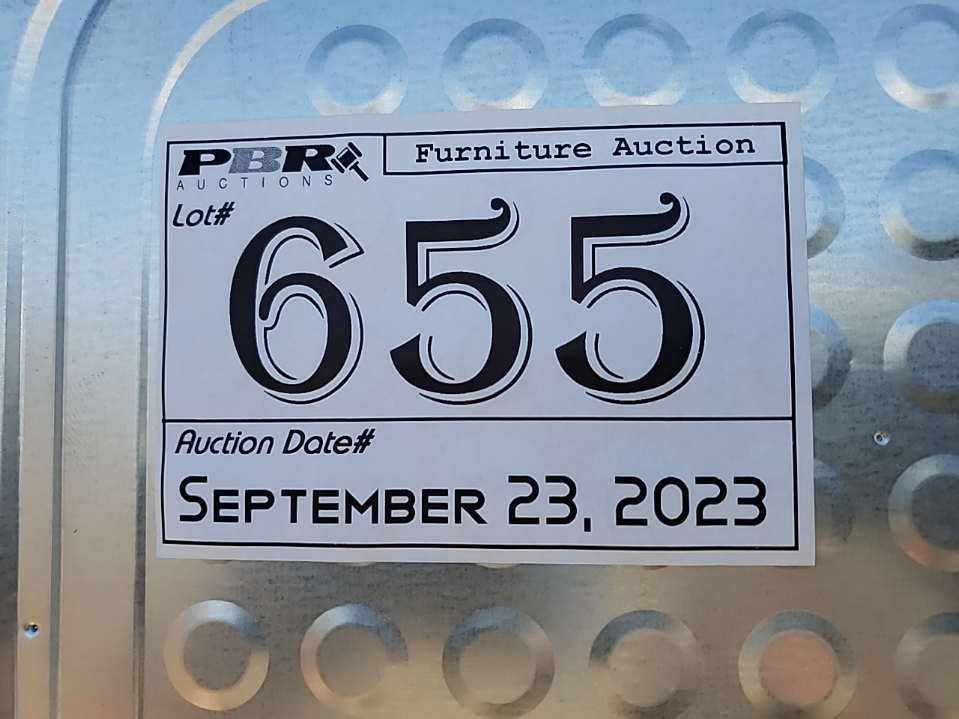 PBR
AUCTIONS
Furniture Auction
Lot#
655
Auction Date#
SEPTEMBER 23, 2023